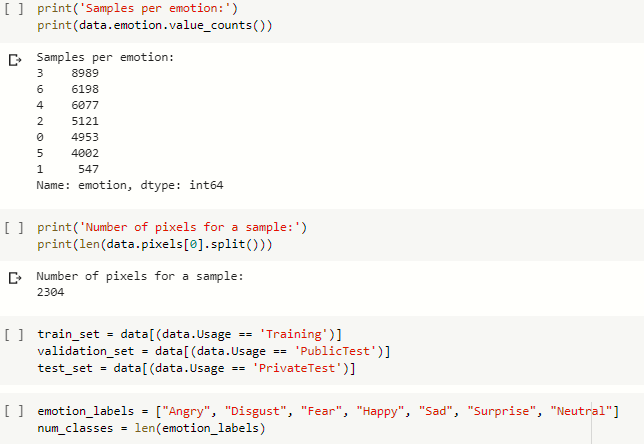 [ ] print('Samples per emotion:')
print(data.emotion.value_counts())
Samples per emotion:
3 8989
6 6198
4 6077
2 5121
0 4953
5 4002
1 547
Name: emotion, dtype: int64
[ ] print('Number of pixels for a sample:')
print(len(data.pixels[0].split()))
Number of pixels for a sample:
2304
[ ] train_set = data[(data.Usage == 'Training')]
validation_set = data[(data.Usage == 'PublicTest')]
test_set = data[(data.Usage == 'PrivateTest')]
[ ] emotion_labels = ["Angry", "Disgust", "Fear", "Happy", "Sad", "Surprise", "Neutral"]
num_classes = len(emotion_labels)